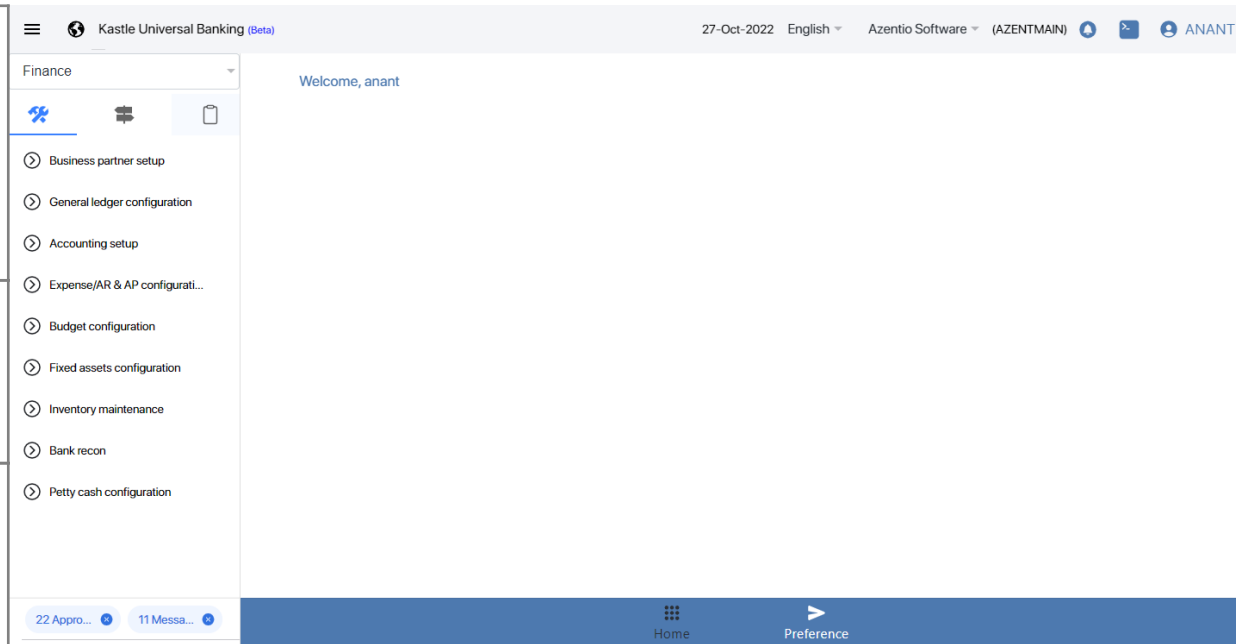 Kastle Universal Banking (Beta)
27-Oct-2022 English Azentio Software (AZENTMAIN) ANANT
Finance
Welcome, anant
Business partner setup
General ledger configuration
Accounting setup
Expense/AR & AP configurati...
Budget configuration
Fixed assets configuration
Inventory maintenance
Bank recon
Petty cash configuration
22 Appro... 11 Messa...
Home Preference